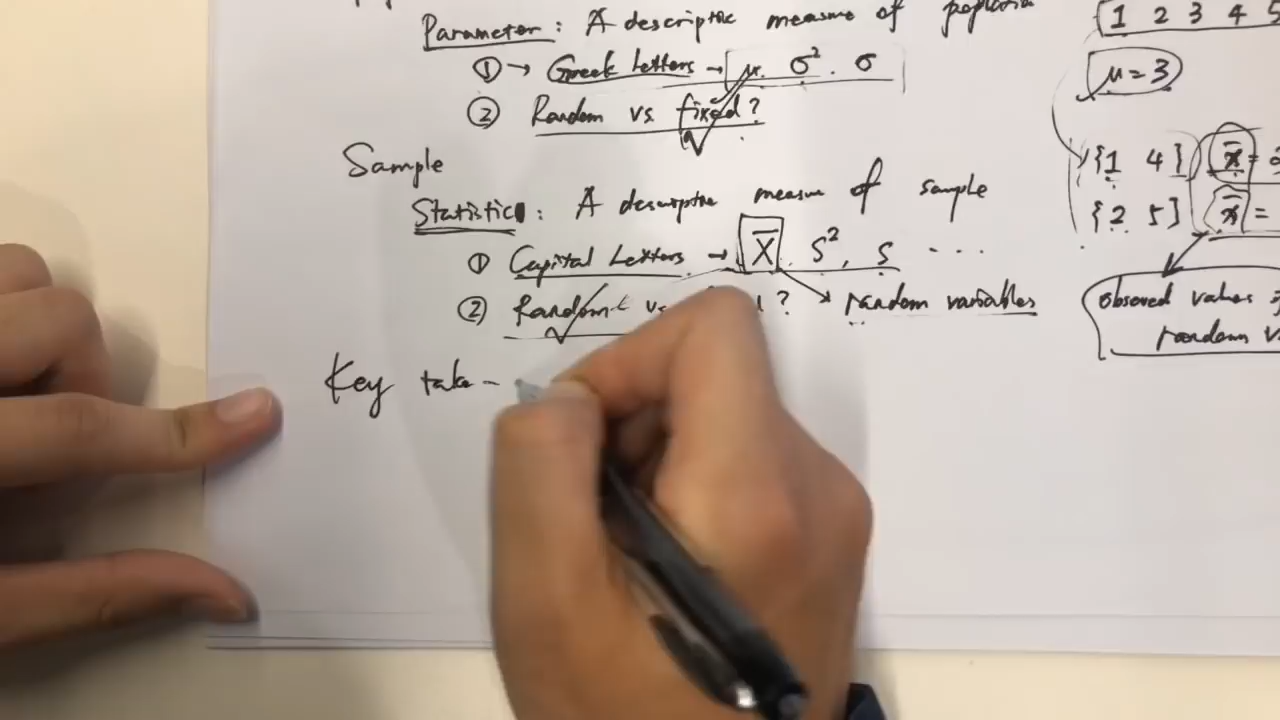 Parameter : A descriptive measure of population
① → Greek Letters → μ. σ². σ
② Random vs fixed ?
Sample
Statistic : A descriptive measure of sample
① Capital Letters → X̄. S², S ....
② Random vs ?
random variables
Key take -
1 2 3 4 5
μ = 3
{1 4} x̄ =
{2 5} x̄ =
observed values
random